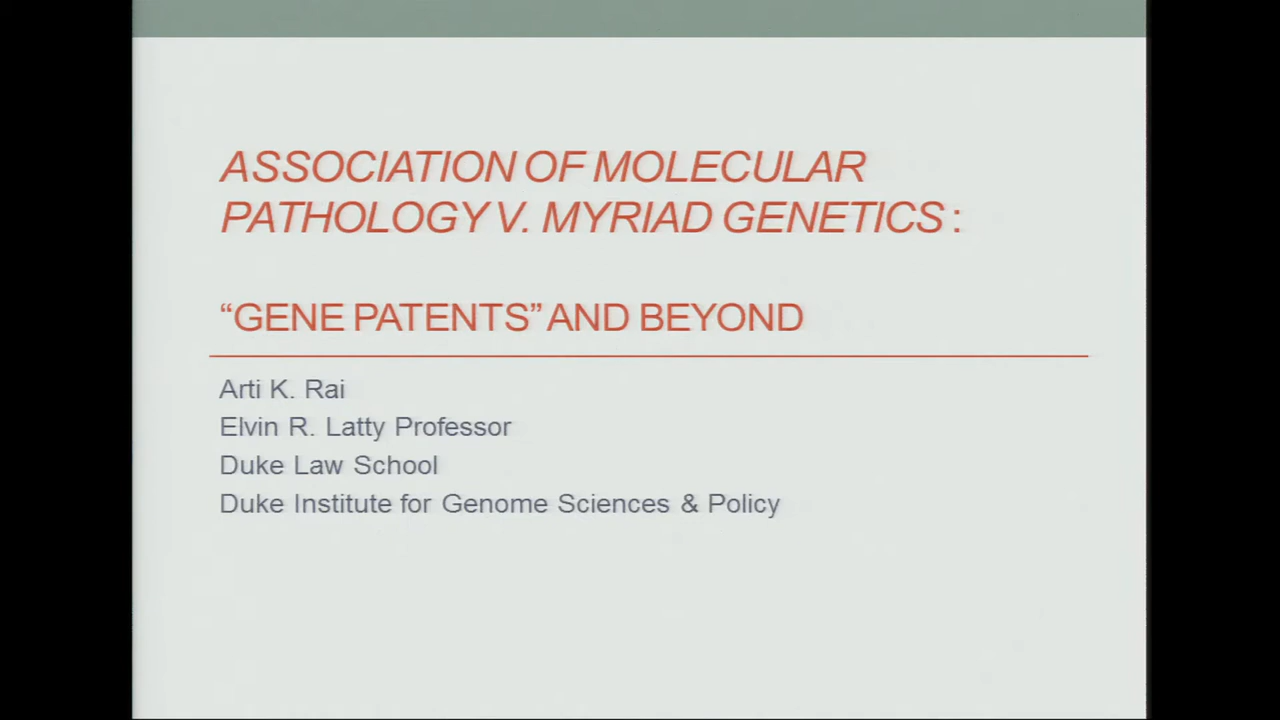 ASSOCIATION OF MOLECULAR
PATHOLOGY V. MYRIAD GENETICS :
“GENE PATENTS” AND BEYOND
Arti K. Rai
Elvin R. Latty Professor
Duke Law School
Duke Institute for Genome Sciences & Policy